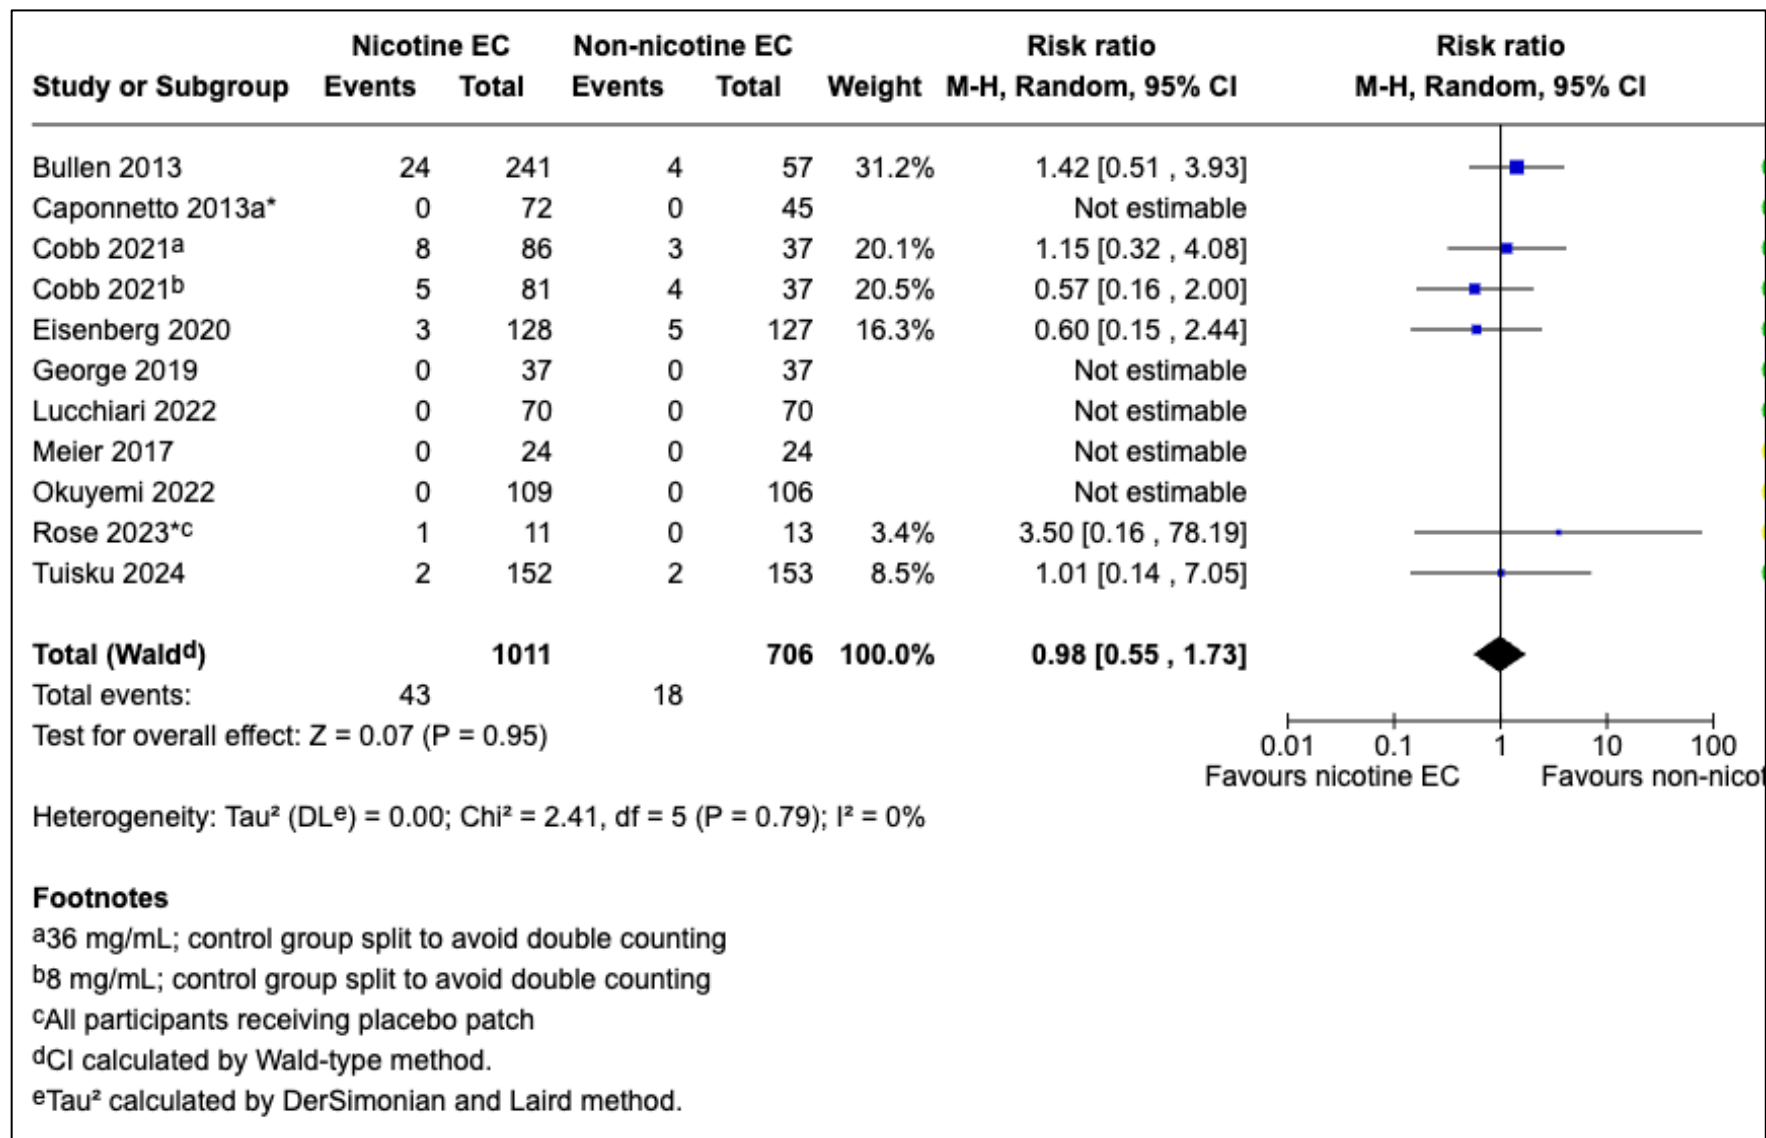 Nicotine EC Non-nicotine EC Risk ratio Risk ratio
Study or Subgroup Events Total Events Total Weight M-H, Random, 95% CI M-H, Random, 95% CI
Bullen 2013 24 241 4 57 31.2% 1.42 [0.51 , 3.93]
Caponnetto 2013a* 0 72 0 45 Not estimable
Cobb 2021a 8 86 3 37 20.1% 1.15 [0.32 , 4.08]
Cobb 2021b 5 81 4 37 20.5% 0.57 [0.16 , 2.00]
Eisenberg 2020 3 128 5 127 16.3% 0.60 [0.15 , 2.44]
George 2019 0 37 0 37 Not estimable
Lucchiari 2022 0 70 0 70 Not estimable
Meier 2017 0 24 0 24 Not estimable
Okuyemi 2022 0 109 0 106 Not estimable
Rose 2023*c 1 11 0 13 3.4% 3.50 [0.16 , 78.19]
Tuisku 2024 2 152 2 153 8.5% 1.01 [0.14 , 7.05]
Total (Waldd) 1011 706 100.0% 0.98 [0.55 , 1.73]
Total events: 43 18
Test for overall effect: Z = 0.07 (P = 0.95)
0.01 0.1 1 10 100
Favours nicotine EC Favours non-nicot
Heterogeneity: Tau² (DLe) = 0.00; Chi² = 2.41, df = 5 (P = 0.79); I² = 0%
Footnotes
a36 mg/mL; control group split to avoid double counting
b8 mg/mL; control group split to avoid double counting
cAll participants receiving placebo patch
dCI calculated by Wald-type method.
eTau² calculated by DerSimonian and Laird method.